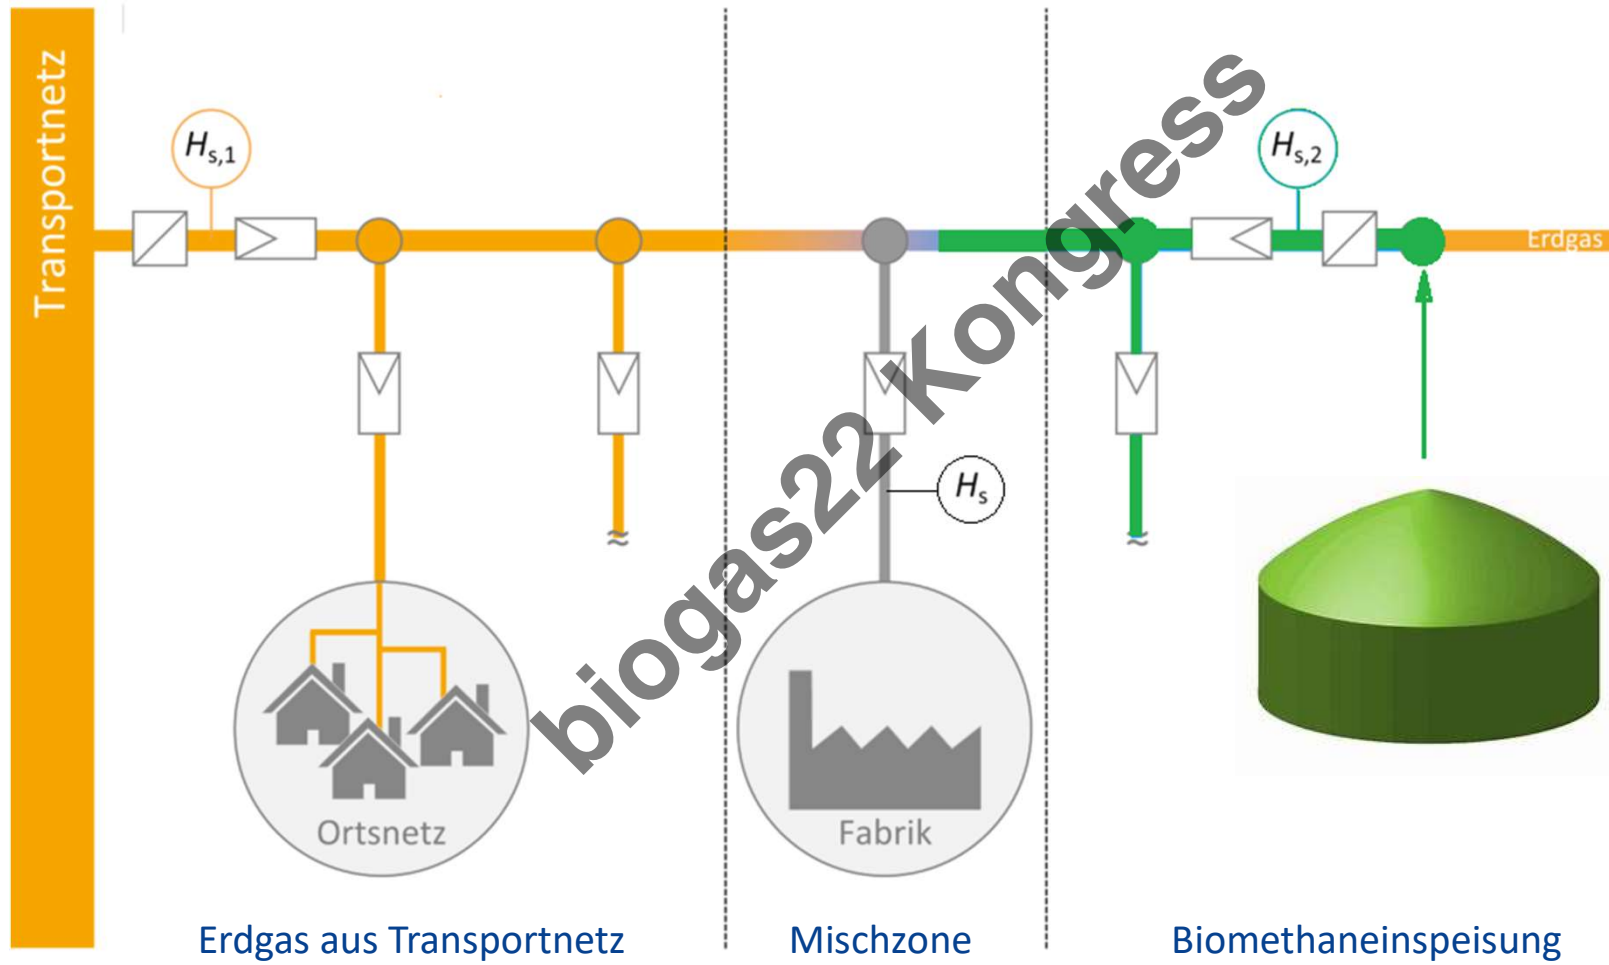 Transportnetz
Hs,1
Hs,2
Erdgas
Hs
Ortsnetz
Fabrik
biogas22 Kongress
Erdgas aus Transportnetz
Mischzone
Biomethaneinspeisung